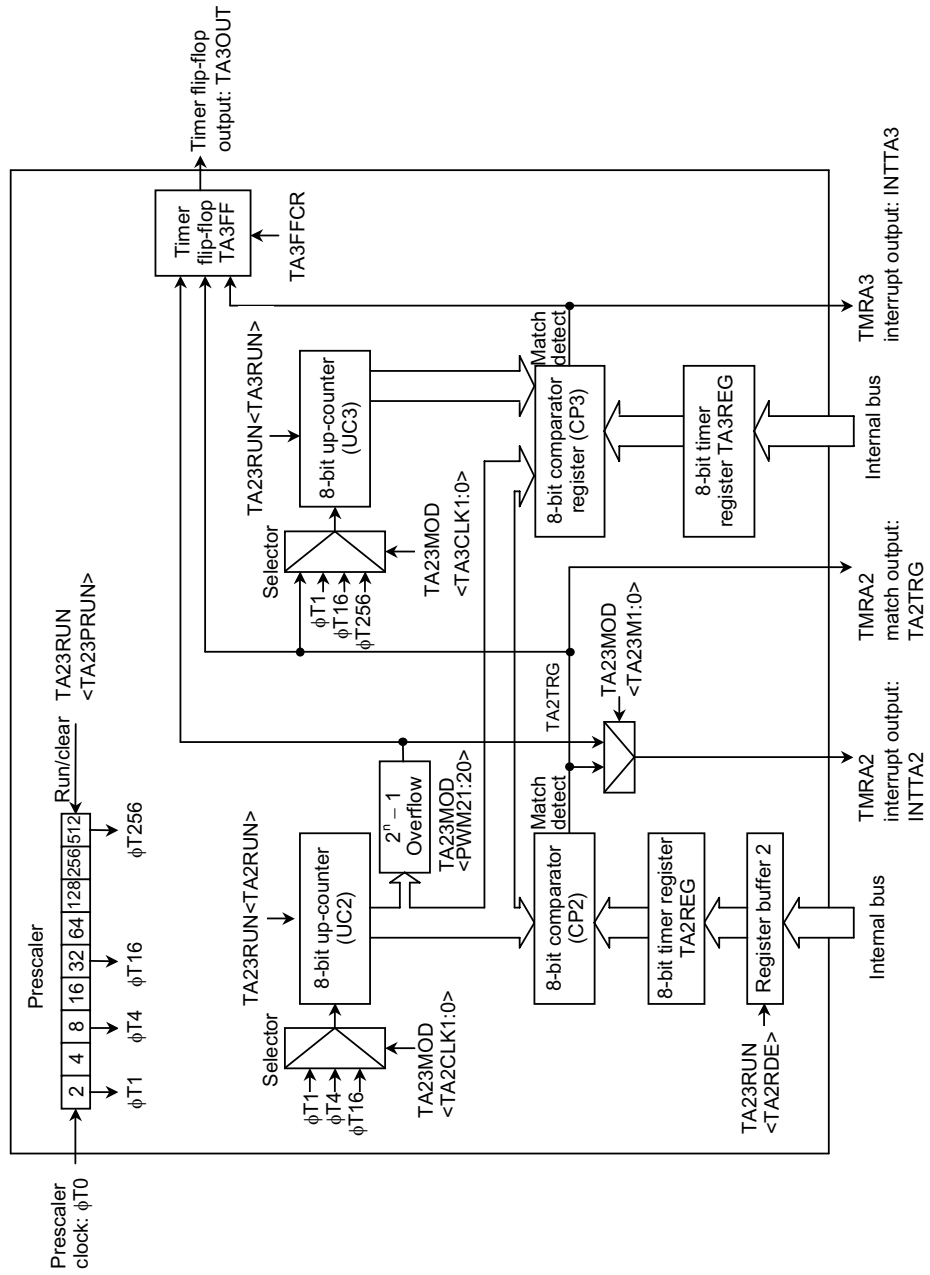 Prescaler
clock: ϕT0
Prescaler
2 4 8 16 32 64 128 256 512
Run/clear
TA23RUN
<TA23PRUN>
ϕT1
ϕT4
ϕT16
ϕT256
Timer flip-flop
output: TA3OUT
Timer
flip-flop
TA3FF
TA3FFCR
TA23RUN<TA2RUN>
Selector
ϕT1
ϕT4
ϕT16
8-bit up-counter
(UC2)
TA23MOD
<TA2CLK1:0>
2ⁿ − 1
Overflow
TA23MOD
<PWM21:20>
TA23RUN<TA3RUN>
Selector
ϕT1
ϕT16
ϕT256
8-bit up-counter
(UC3)
TA23MOD
<TA3CLK1:0>
8-bit comparator
(CP2)
Match
detect
TA2TRG
8-bit comparator
register (CP3)
Match
detect
TA23MOD
<TA23M1:0>
8-bit timer register
TA2REG
8-bit timer
register TA3REG
Register buffer 2
TA23RUN
<TA2RDE>
Internal bus
TMRA2
interrupt output:
INTTA2
TMRA2
match output:
TA2TRG
Internal bus
TMRA3
interrupt output: INTTA3